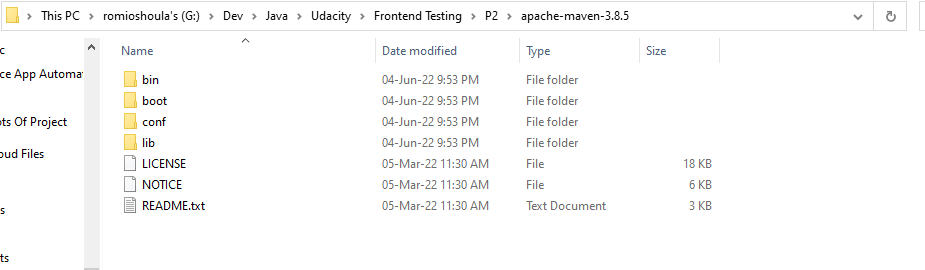 This PC > romioshoula's (G:) > Dev > Java > Udacity > Frontend Testing > P2 > apache-maven-3.8.5
c
ce App Automat
ots Of Project
oud Files
s
ts
Name Date modified Type Size
bin 04-Jun-22 9:53 PM File folder
boot 04-Jun-22 9:53 PM File folder
conf 04-Jun-22 9:53 PM File folder
lib 04-Jun-22 9:53 PM File folder
LICENSE 05-Mar-22 11:30 AM File 18 KB
NOTICE 05-Mar-22 11:30 AM File 6 KB
README.txt 05-Mar-22 11:30 AM Text Document 3 KB